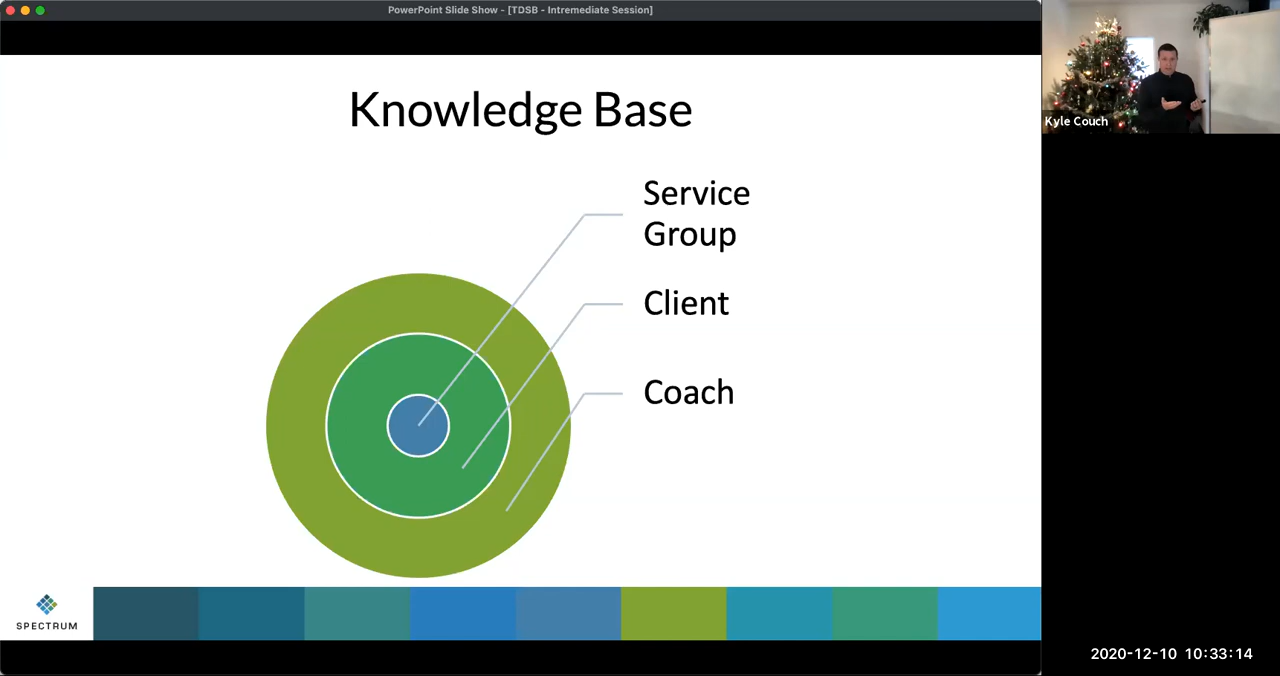 PowerPoint Slide Show - [TDSB - Intremediate Session]
Knowledge Base
Service
Group
Client
Coach
SPECTRUM
Kyle Couch
2020-12-10 10:33:14